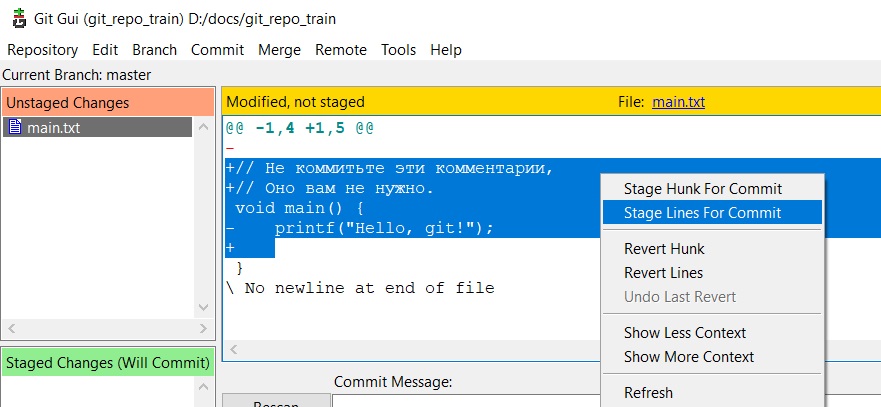 Git Gui (git_repo_train) D:/docs/git_repo_train
Repository Edit Branch Commit Merge Remote Tools Help
Current Branch: master
Unstaged Changes
main.txt
Modified, not staged File: main.txt
@@ -1,4 +1,5 @@
-
+// Не коммитьте эти комментарии,
+// Оно вам не нужно.
 void main() {
-    printf("Hello, git!");
+
 }
\ No newline at end of file
Stage Hunk For Commit
Stage Lines For Commit
Revert Hunk
Revert Lines
Undo Last Revert
Show Less Context
Show More Context
Refresh
Staged Changes (Will Commit)
Commit Message:
Rescan